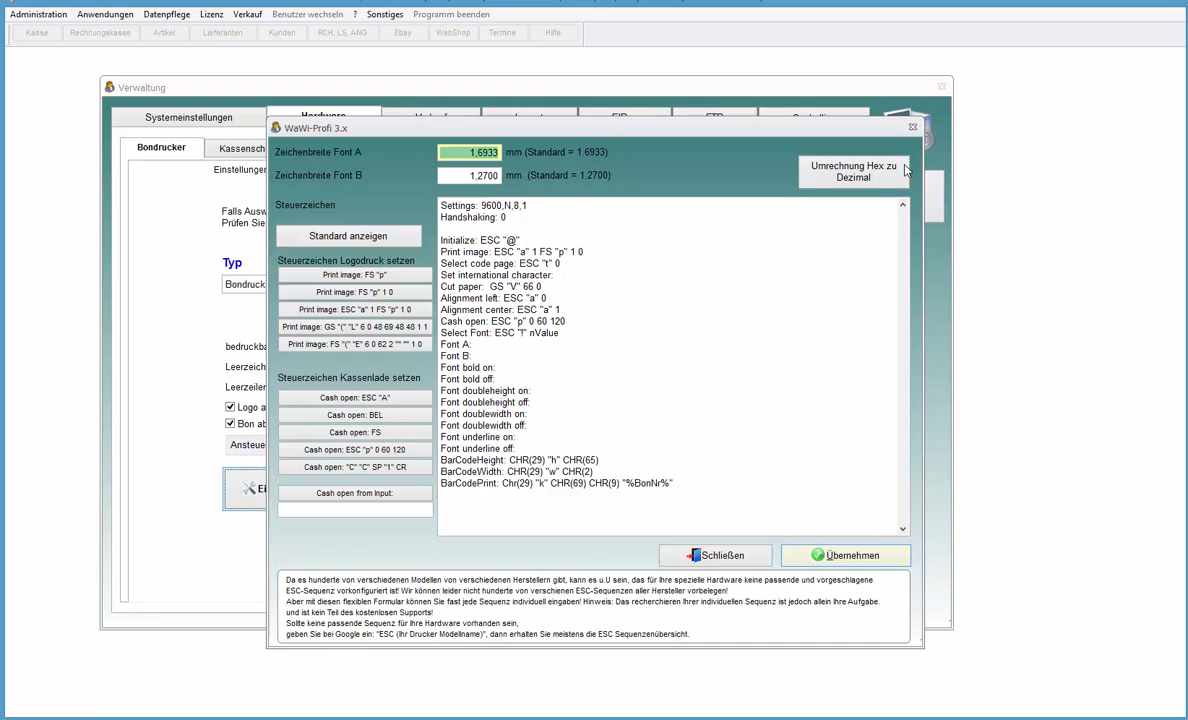 Administration Anwendungen Datenpflege Lizenz Verkauf Benutzer wechseln ? Sonstiges Programm beenden
Kasse Rechnungskasse Artikel Lieferanten Kunden RCH, LS, ANG Ebay WebShop Termine Hilfe
Verwaltung
Systemeinstellungen
Bondrucker
WaWi-Profi 3.x
Zeichenbreite Font A 1,6933 mm (Standard = 1.6933)
Zeichenbreite Font B 1,2700 mm (Standard = 1,2700)
Umrechnung Hex zu
Dezimal
Steuerzeichen
Standard anzeigen
Steuerzeichen Logodruck setzen
Print image: FS "p"
Print image: FS "p" 1 0
Print image: ESC "a" 1 FS "p" 1 0
Print image: GS "(" "L" 6 0 48 69 48 48 1 1
Print image: FS "(" "E" 6 0 62 2 "" "" 1 0
Steuerzeichen Kassenlade setzen
Cash open: ESC "A"
Cash open: BEL
Cash open: FS
Cash open: ESC "p" 0 60 120
Cash open: "C" "C" SP "1" CR
Cash open from Input:
Settings: 9600,N,8,1
Handshaking: 0
Initialize: ESC "@"
Print image: ESC "a" 1 FS "p" 1 0
Select code page: ESC "t" 0
Set international character:
Cut paper:  GS "V" 66 0
Alignment left: ESC "a" 0
Alignment center: ESC "a" 1
Cash open: ESC "p" 0 60 120
Select Font: ESC "!" nValue
Font A:
Font B:
Font bold on:
Font bold off:
Font doubleheight on:
Font doubleheight off:
Font doublewidth on:
Font doublewidth off:
Font underline on:
Font underline off:
BarCodeHeight: CHR(29) "h" CHR(65)
BarCodeWidth: CHR(29) "w" CHR(2)
BarCodePrint: Chr(29) "k" CHR(69) CHR(9) "%BonNr%"
Schließen Übernehmen
Da es hunderte von verschiedenen Modellen von verschiedenen Herstellern gibt, kann es u.U sein, das für Ihre spezielle Hardware keine passende und vorgeschlagene
ESC-Sequenz vorkonfiguriert ist! Wir können leider nicht hunderte von verschienen ESC-Sequenzen aller Hersteller vorbelegen!
Aber mit diesen flexiblen Formular können Sie fast jede Sequenz individuell eingaben! Hinweis: Das recherchieren Ihrer individuellen Sequenz ist jedoch allein Ihre Aufgabe.
und ist kein Teil des kostenlosen Supports!
Sollte keine passende Sequenz für Ihre Hardware vorhanden sein,
geben Sie bei Google ein: "ESC (Ihr Drucker Modellname)", dann erhalten Sie meistens die ESC Sequenzenübersicht.
Kassensch
Einstellungen
Falls Ausw
Prüfen Sie
Typ
Bondruck
bedruckba
Leerzeich
Leerzeilen
Logo a
Bon ab
Ansteue
Ei